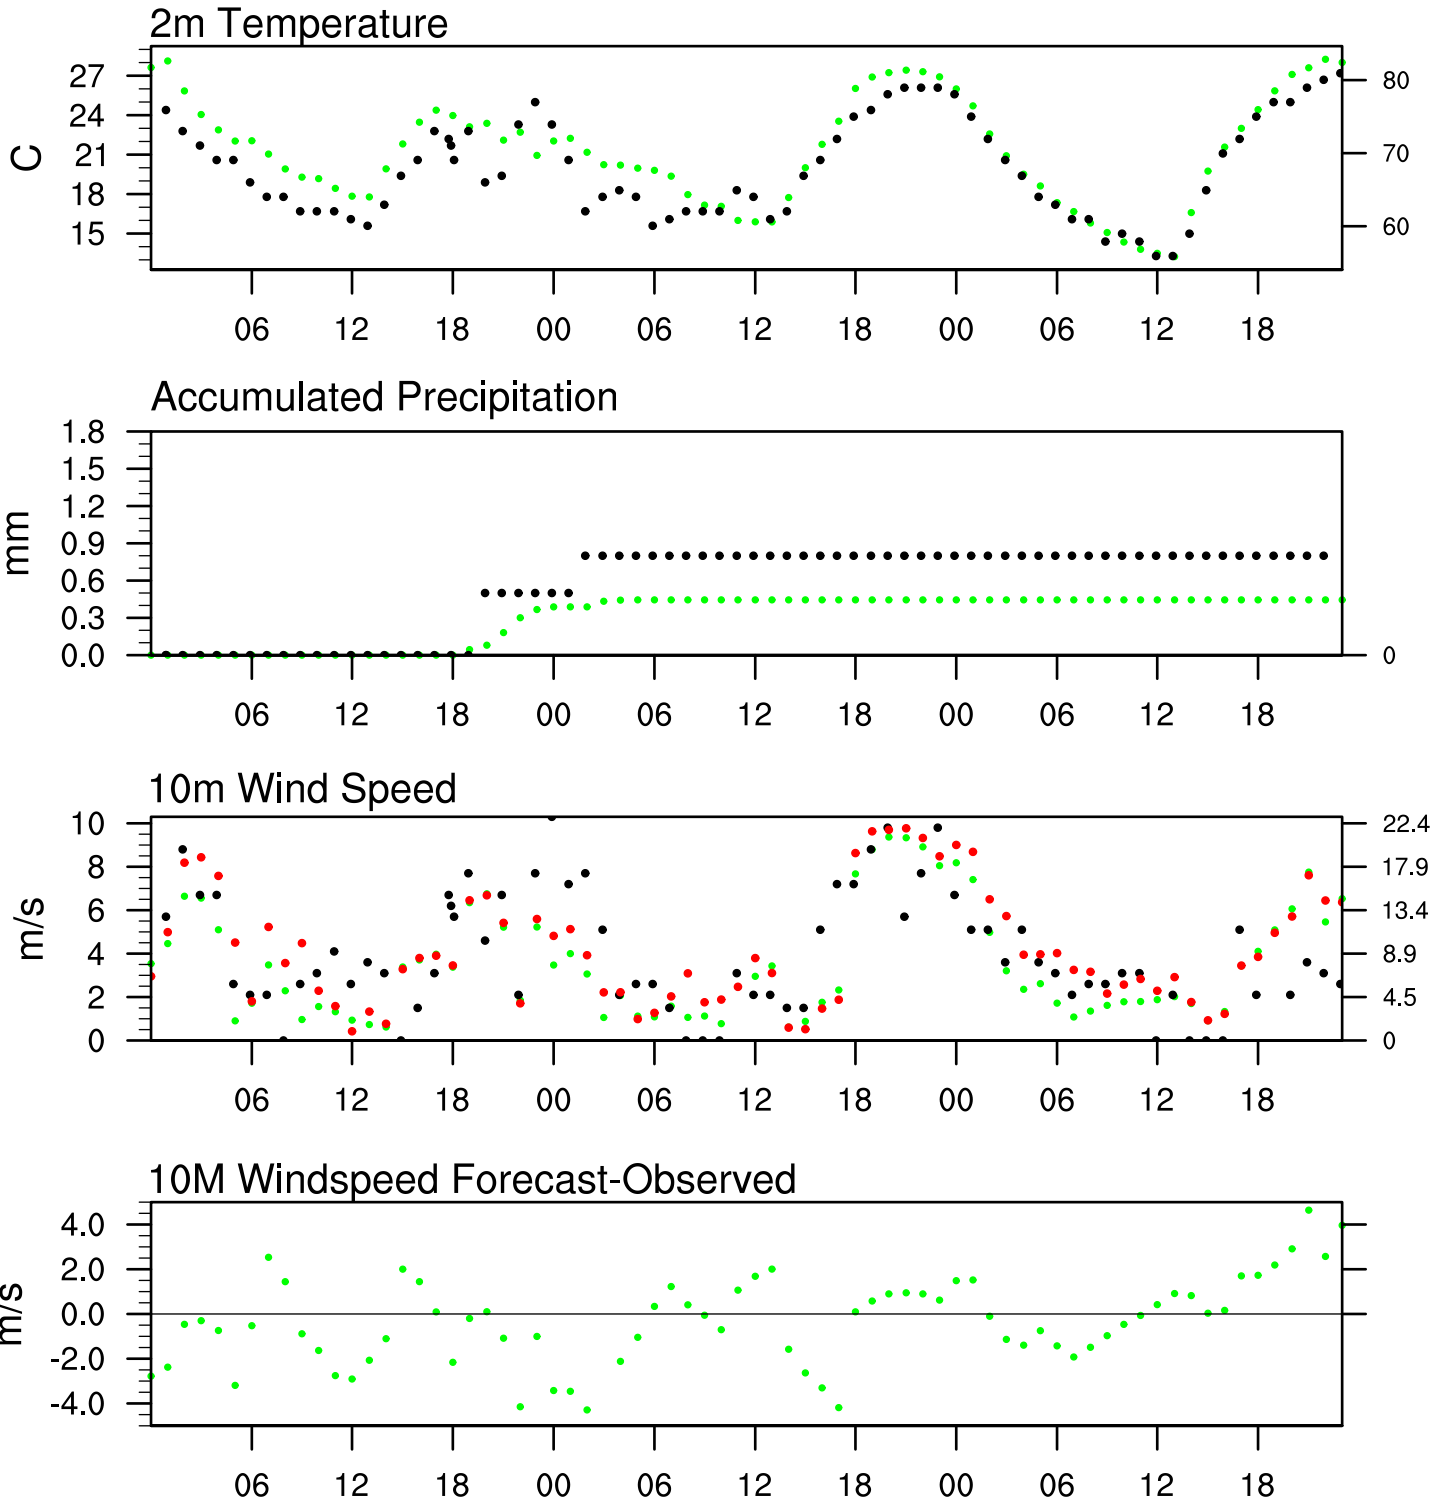 2m Temperature
27
24
21
18
15
C
80
70
60
06 12 18 00 06 12 18 00 06 12 18
Accumulated Precipitation
1.8
1.5
1.2
0.9
0.6
0.3
0.0
mm
0
06 12 18 00 06 12 18 00 06 12 18
10m Wind Speed
10
8
6
4
2
0
m/s
22.4
17.9
13.4
8.9
4.5
0
06 12 18 00 06 12 18 00 06 12 18
10M Windspeed Forecast-Observed
4.0
2.0
0.0
-2.0
-4.0
m/s
06 12 18 00 06 12 18 00 06 12 18